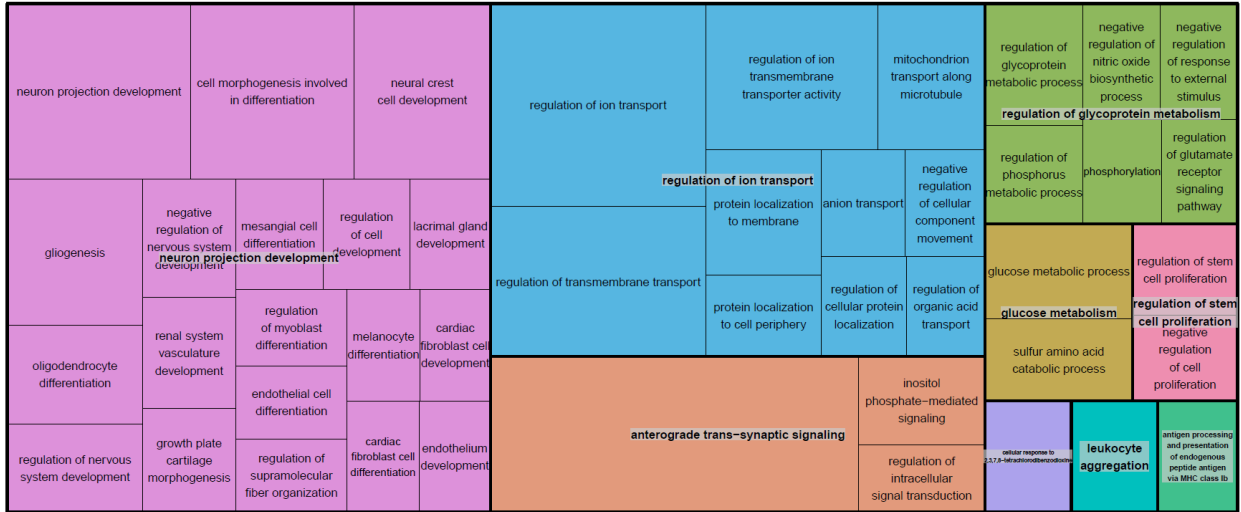 neuron projection development
cell morphogenesis involved
in differentiation
neural crest
cell development
gliogenesis
negative
regulation of
nervous system
development
mesangial cell
differentiation
regulation
of cell
development
lacrimal gland
development
neuron projection development
oligodendrocyte
differentiation
renal system
vasculature
development
regulation
of myoblast
differentiation
melanocyte
differentiation
cardiac
fibroblast cell
development
endothelial cell
differentiation
regulation of nervous
system development
growth plate
cartilage
morphogenesis
regulation of
supramolecular
fiber organization
cardiac
fibroblast cell
differentiation
endothelium
development
regulation of ion transport
regulation of ion
transmembrane
transporter activity
mitochondrion
transport along
microtubule
regulation of ion transport
protein localization
to membrane
anion transport
negative
regulation
of cellular
component
movement
regulation of transmembrane transport
protein localization
to cell periphery
regulation of
cellular protein
localization
regulation of
organic acid
transport
anterograde trans−synaptic signaling
inositol
phosphate−mediated
signaling
regulation of
intracellular
signal transduction
regulation of
glycoprotein
metabolic process
negative
regulation of
nitric oxide
biosynthetic
process
negative
regulation
of response to
external
stimulus
regulation of glycoprotein metabolism
regulation of
phosphorus
metabolic process
phosphorylation
regulation
of glutamate
receptor
signaling
pathway
glucose metabolic process
glucose metabolism
sulfur amino acid
catabolic process
regulation of stem
cell proliferation
regulation of stem
cell proliferation
negative
regulation
of cell
proliferation
cellular response to
2,3,7,8−tetrachlorodibenzodioxine
leukocyte
aggregation
antigen processing
and presentation
of endogenous
peptide antigen
via MHC class Ib